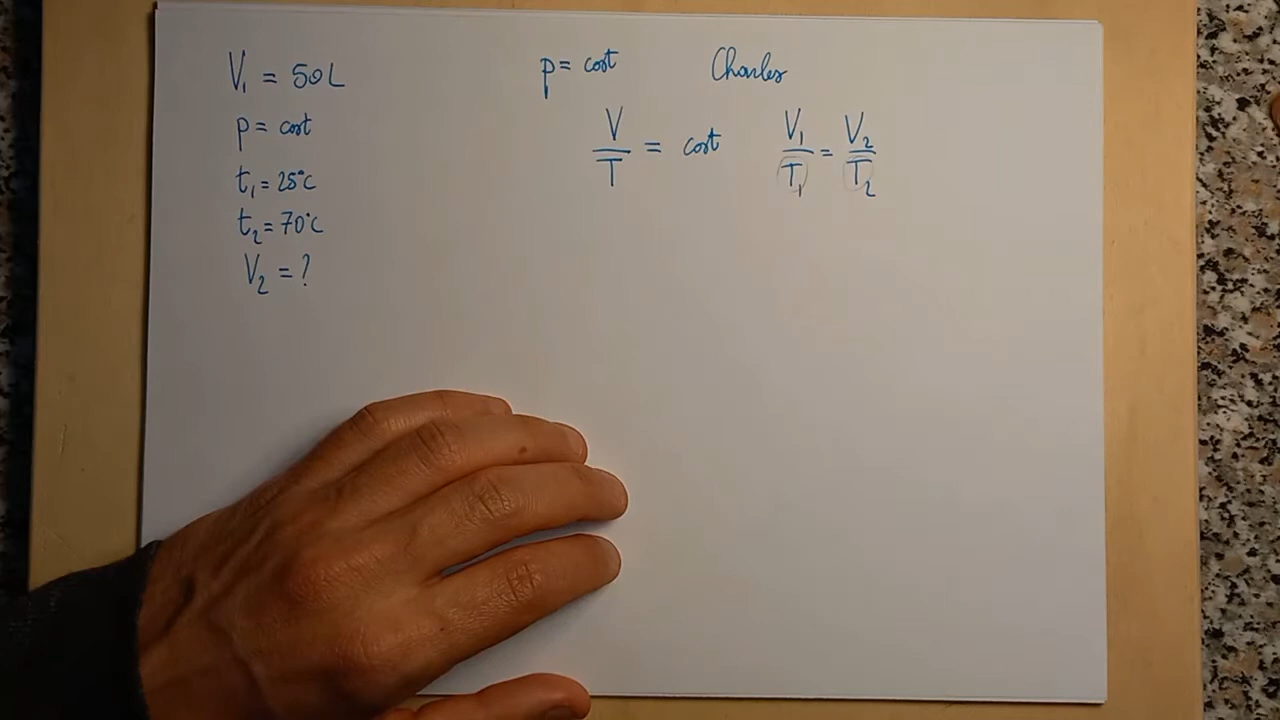 V₁ = 50L
p = cost
t₁ = 25°C
t₂ = 70°C
V₂ = ?
p = cost Charles
V/T = cost V₁/T₁ = V₂/T₂